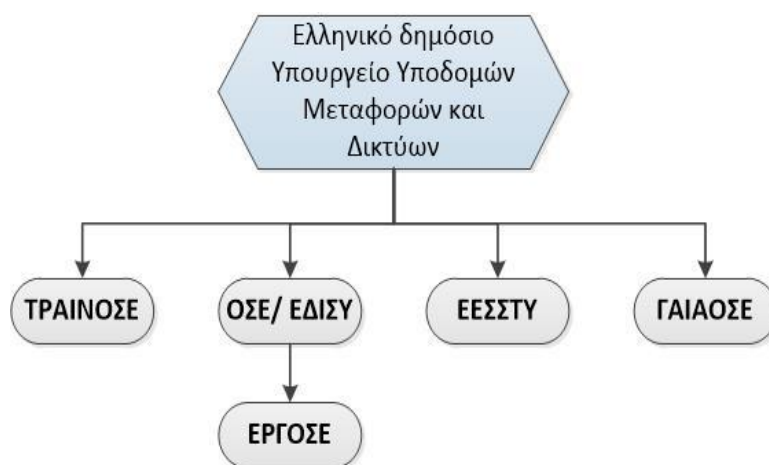 Ελληνικό δημόσιο
Υπουργείο Υποδομών
Μεταφορών και
Δικτύων
ΤΡΑΙΝΟΣΕ
ΟΣΕ/ ΕΔΙΣΥ
ΕΕΣΣΤΥ
ΓΑΙΑΟΣΕ
ΕΡΓΟΣΕ